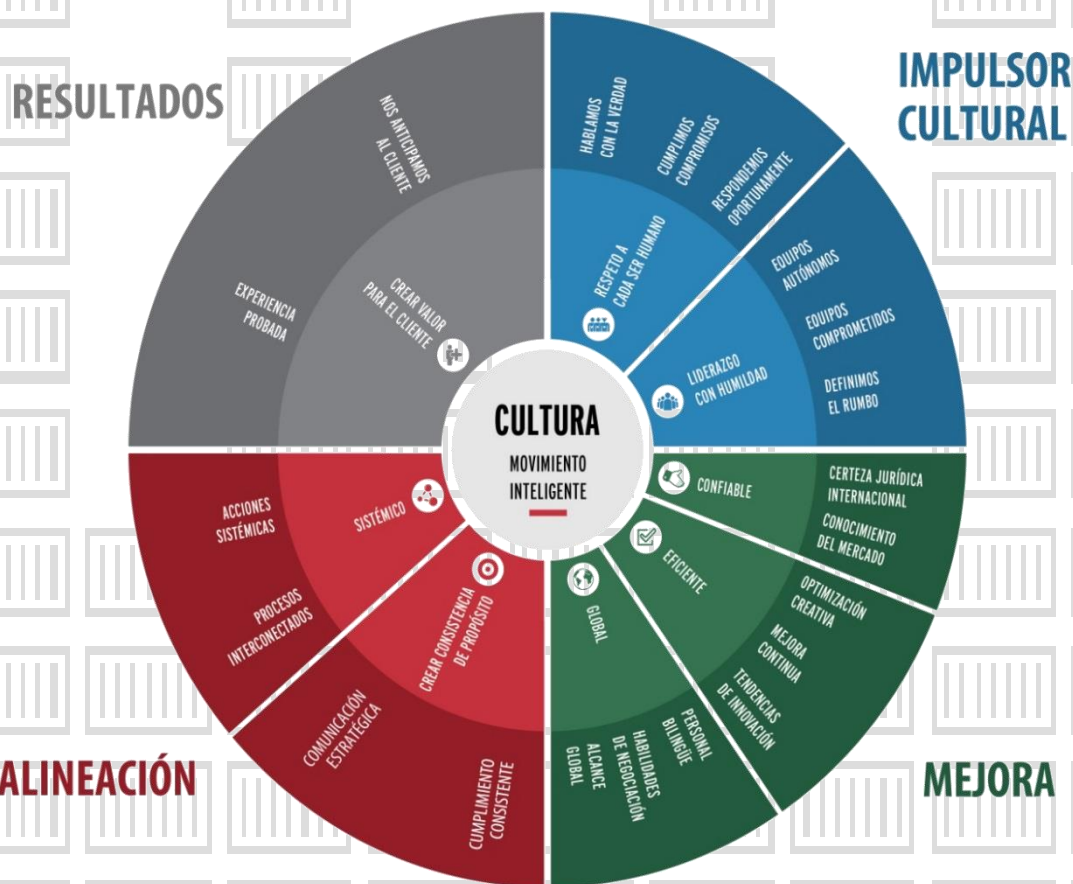 RESULTADOS
IMPULSOR
CULTURAL
NOS ANTICIPAMOS
AL CLIENTE
EXPERIENCIA
PROBADA
CREAR VALOR
PARA EL CLIENTE
HABLAMOS
CON LA VERDAD
CUMPLIMOS
COMPROMISOS
RESPONDEMOS
OPORTUNAMENTE
RESPETO A
CADA SER HUMANO
EQUIPOS
AUTÓNOMOS
EQUIPOS
COMPROMETIDOS
DEFINIMOS
EL RUMBO
LIDERAZGO
CON HUMILDAD
CULTURA
MOVIMIENTO
INTELIGENTE
CONFIABLE
CERTEZA JURÍDICA
INTERNACIONAL
CONOCIMIENTO
DEL MERCADO
EFICIENTE
OPTIMIZACIÓN
CREATIVA
MEJORA
CONTINUA
TENDENCIAS
DE INNOVACIÓN
GLOBAL
PERSONAL
BILINGÜE
HABILIDADES
DE NEGOCIACIÓN
ALCANCE
GLOBAL
CREAR CONSISTENCIA
DE PROPÓSITO
CUMPLIMIENTO
CONSISTENTE
COMUNICACIÓN
ESTRATÉGICA
SISTÉMICO
PROCESOS
INTERCONECTADOS
ACCIONES
SISTÉMICAS
ALINEACIÓN
MEJORA